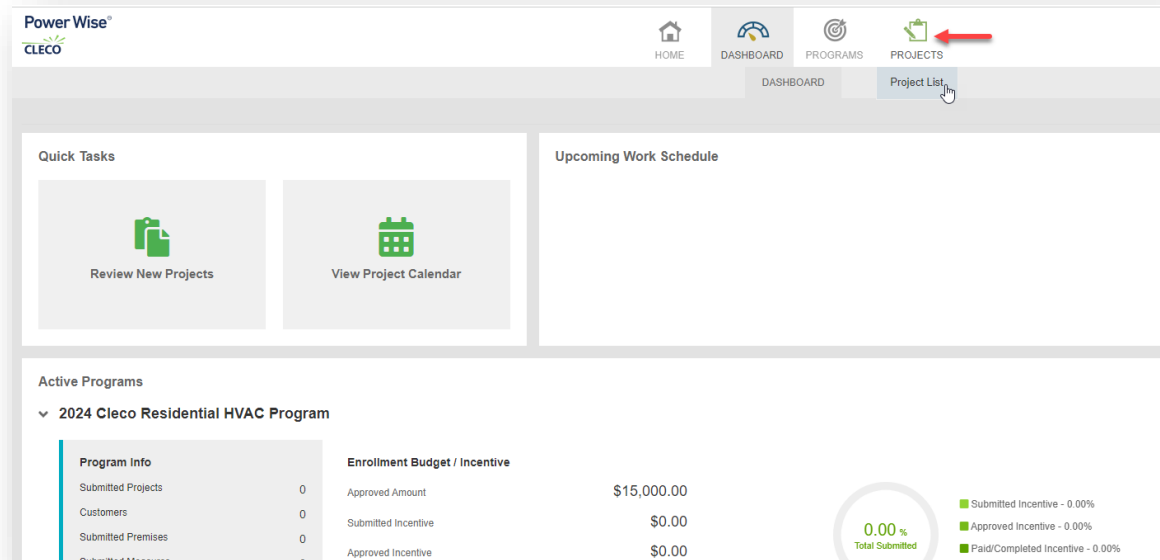 Power Wise®
CLECO
HOME
DASHBOARD
PROGRAMS
PROJECTS
DASHBOARD
Project List
Quick Tasks
Review New Projects
View Project Calendar
Upcoming Work Schedule
Active Programs
2024 Cleco Residential HVAC Program
Program Info
Submitted Projects 0
Customers 0
Submitted Premises 0
Submitted Measures
Enrollment Budget / Incentive
Approved Amount $15,000.00
Submitted Incentive $0.00
Approved Incentive $0.00
0.00 %
Total Submitted
Submitted Incentive - 0.00%
Approved Incentive - 0.00%
Paid/Completed Incentive - 0.00%